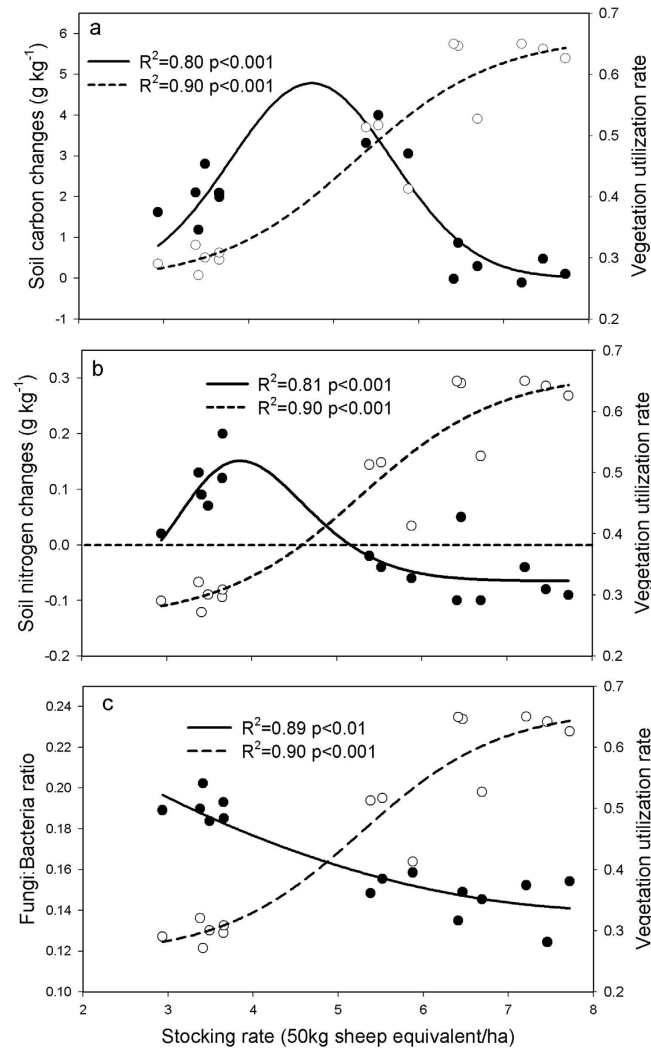 a
R²=0.80 p<0.001
R²=0.90 p<0.001
Soil carbon changes (g kg⁻¹)
6
5
4
3
2
1
0
-1
0.7
0.6
0.5
0.4
0.3
0.2
Vegetation utilization rate
b
R²=0.81 p<0.001
R²=0.90 p<0.001
Soil nitrogen changes (g kg⁻¹)
0.3
0.2
0.1
0.0
-0.1
-0.2
0.7
0.6
0.5
0.4
0.3
0.2
Vegetation utilization rate
c
R²=0.89 p<0.01
R²=0.90 p<0.001
Fungi:Bacteria ratio
0.24
0.22
0.20
0.18
0.16
0.14
0.12
0.10
0.7
0.6
0.5
0.4
0.3
0.2
Vegetation utilization rate
2 3 4 5 6 7 8
Stocking rate (50kg sheep equivalent/ha)